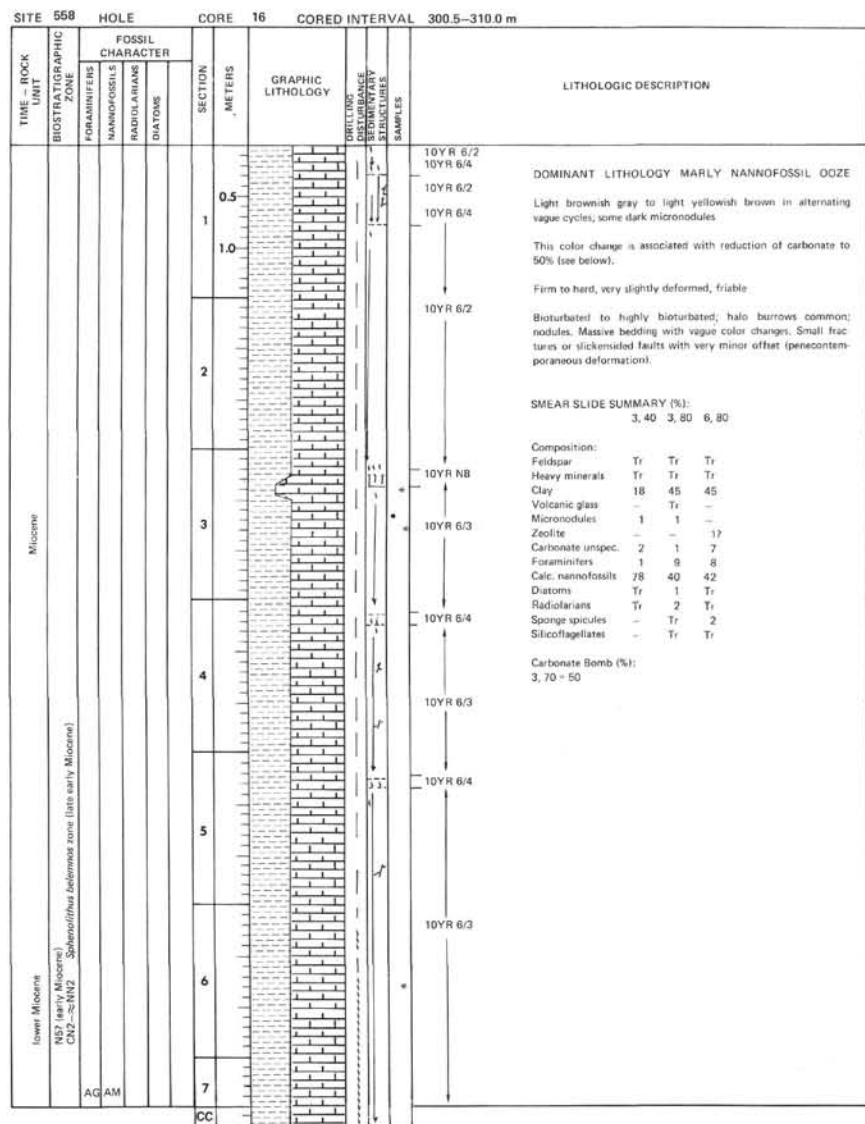 SITE 558 HOLE CORE 16 CORED INTERVAL 300.5–310.0 m
TIME – ROCK UNIT
BIOSTRATIGRAPHIC ZONE
FOSSIL CHARACTER
FORAMINIFERS
NANNOFOSSILS
RADIOLARIANS
DIATOMS
SECTION
METERS
GRAPHIC LITHOLOGY
DRILLING DISTURBANCE
SEDIMENTARY STRUCTURES
SAMPLES
LITHOLOGIC DESCRIPTION
Miocene
lower Miocene
N5? (early Miocene)
CN2–≈NN2 Sphenolithus belemnos zone (late early Miocene)
AG AM
1
0.5
1.0
2
3
4
5
6
7
CC
10YR 6/2
10YR 6/4
10YR 6/2
10YR 6/4
10YR 6/2
10YR N8
10YR 6/3
10YR 6/4
10YR 6/3
10YR 6/4
10YR 6/3
DOMINANT LITHOLOGY MARLY NANNOFOSSIL OOZE
Light brownish gray to light yellowish brown in alternating
vague cycles, some dark micronodules
This color change is associated with reduction of carbonate to
50% (see below).
Firm to hard, very slightly deformed, friable
Bioturbated to highly bioturbated; halo burrows common;
nodules. Massive bedding with vague color changes. Small frac-
tures or slickensided faults with very minor offset (penecontem-
poraneous deformation).
SMEAR SLIDE SUMMARY (%):
3, 40 3, 80 6, 80
Composition:
Feldspar Tr Tr Tr
Heavy minerals Tr Tr Tr
Clay 18 45 45
Volcanic glass – Tr –
Micronodules 1 1 –
Zeolite – – 1?
Carbonate unspec. 2 1 7
Foraminifers 1 9 8
Calc. nannofossils 78 40 42
Diatoms Tr 1 Tr
Radiolarians Tr 2 Tr
Sponge spicules – Tr 2
Silicoflagellates – Tr Tr
Carbonate Bomb (%):
3, 70 = 50